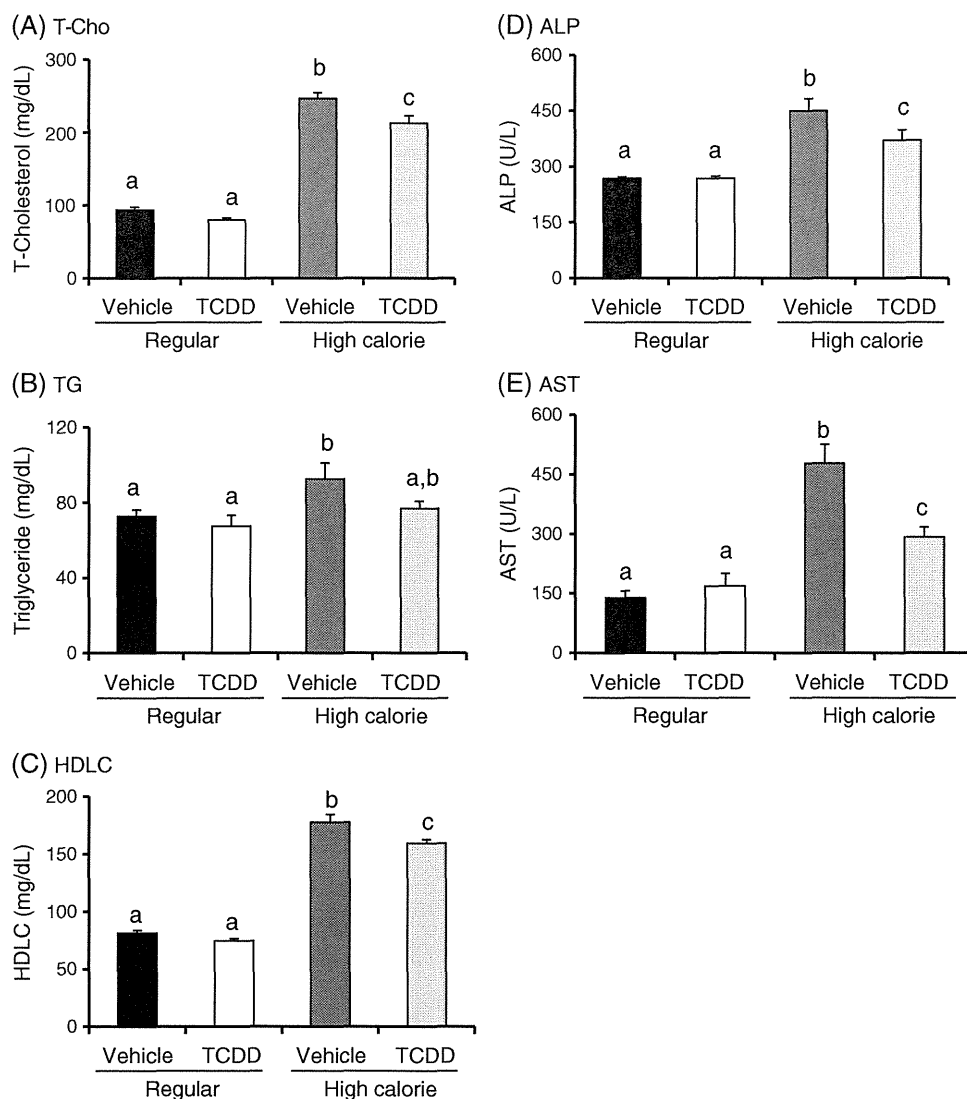 (A) T-Cho
T-Cholesterol (mg/dL)
300
200
100
0
a
a
b
c
Vehicle TCDD Vehicle TCDD
Regular High calorie
(B) TG
Triglyceride (mg/dL)
120
80
40
0
a
a
b
a,b
Vehicle TCDD Vehicle TCDD
Regular High calorie
(C) HDLC
HDLC (mg/dL)
200
150
100
50
0
a
a
b
c
Vehicle TCDD Vehicle TCDD
Regular High calorie
(D) ALP
ALP (U/L)
600
450
300
150
0
a
a
b
c
Vehicle TCDD Vehicle TCDD
Regular High calorie
(E) AST
AST (U/L)
600
450
300
150
0
a
a
b
c
Vehicle TCDD Vehicle TCDD
Regular High calorie